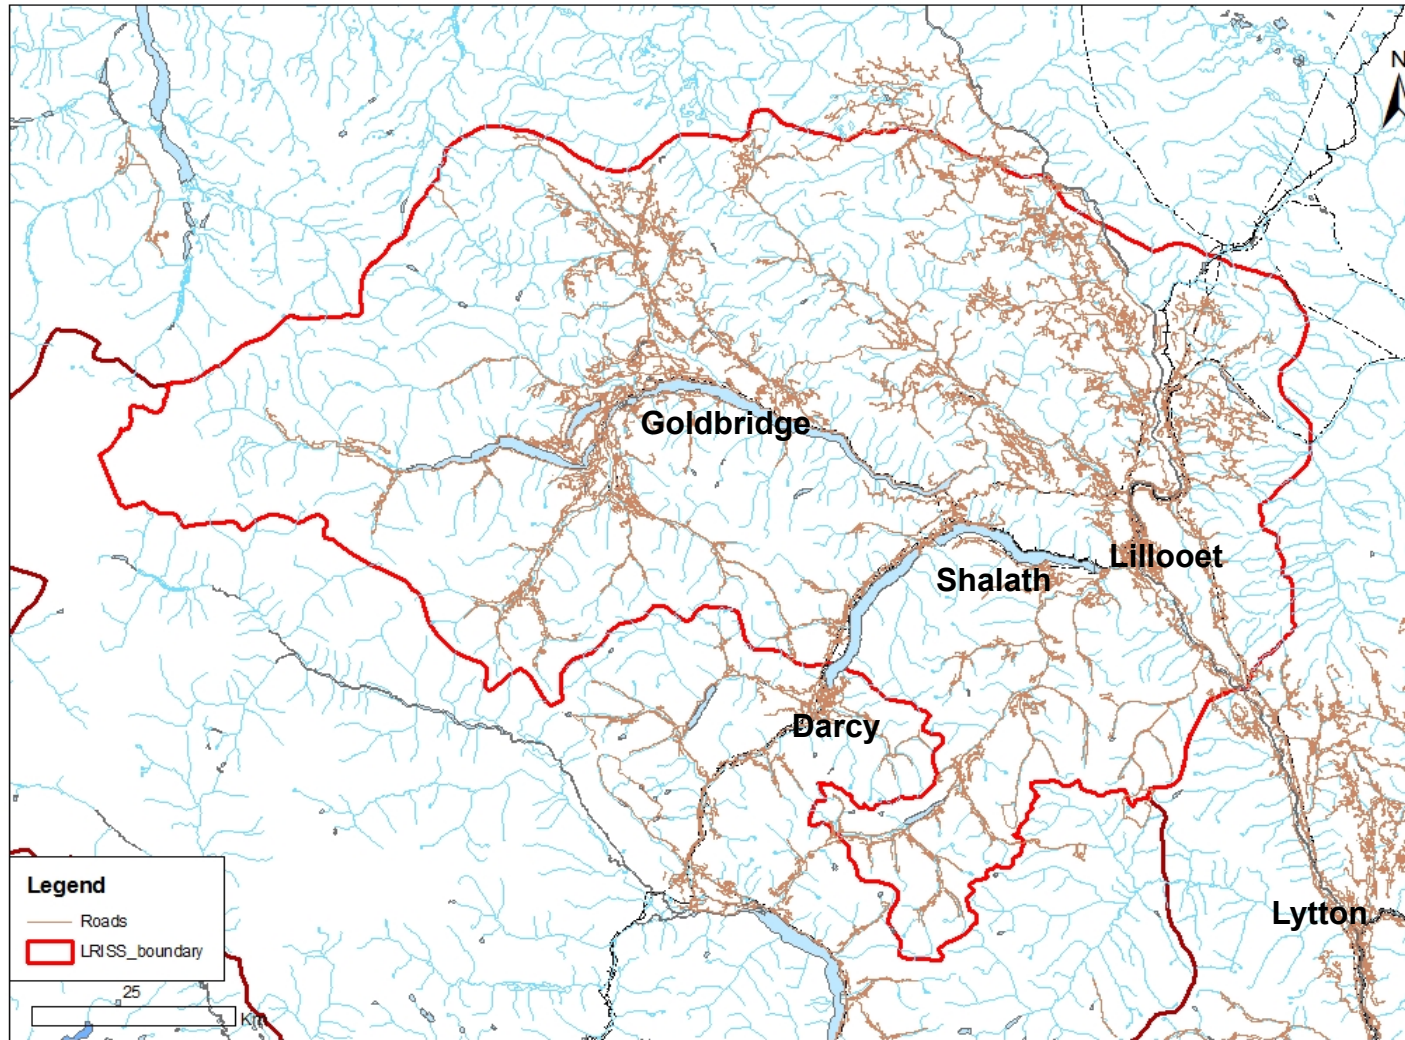 N
Goldbridge
Lillooet
Shalath
Darcy
Lytton
Legend
Roads
LRISS_boundary
25
Km